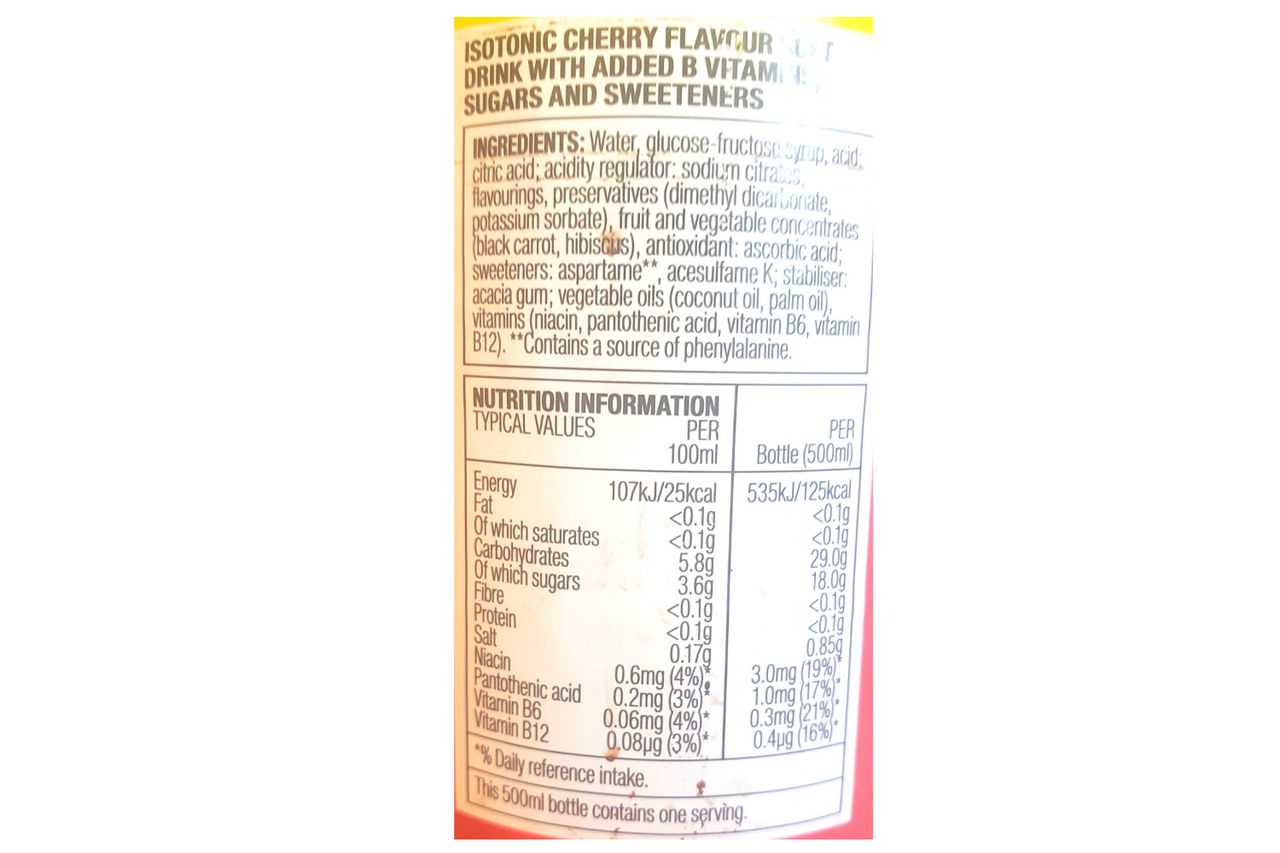 ISOTONIC CHERRY FLAVOUR SOFT
DRINK WITH ADDED B VITAMINS,
SUGARS AND SWEETENERS
INGREDIENTS: Water, glucose-fructose syrup, acid:
citric acid; acidity regulator: sodium citrates,
flavourings, preservatives (dimethyl dicarbonate,
potassium sorbate), fruit and vegetable concentrates
(black carrot, hibiscus), antioxidant: ascorbic acid;
sweeteners: aspartame**, acesulfame K; stabiliser:
acacia gum; vegetable oils (coconut oil, palm oil),
vitamins (niacin, pantothenic acid, vitamin B6, vitamin
B12). **Contains a source of phenylalanine.
NUTRITION INFORMATION
TYPICAL VALUES PER PER
100ml Bottle (500ml)
Energy 107kJ/25kcal 535kJ/125kcal
Fat <0.1g <0.1g
Of which saturates <0.1g <0.1g
Carbohydrates 5.8g 29.0g
Of which sugars 3.6g 18.0g
Fibre <0.1g <0.1g
Protein <0.1g <0.1g
Salt 0.17g 0.85g
Niacin 0.6mg (4%)* 3.0mg (19%)*
Pantothenic acid 0.2mg (3%)* 1.0mg (17%)*
Vitamin B6 0.06mg (4%)* 0.3mg (21%)*
Vitamin B12 0.08µg (3%)* 0.4µg (16%)*
*% Daily reference intake.
This 500ml bottle contains one serving.